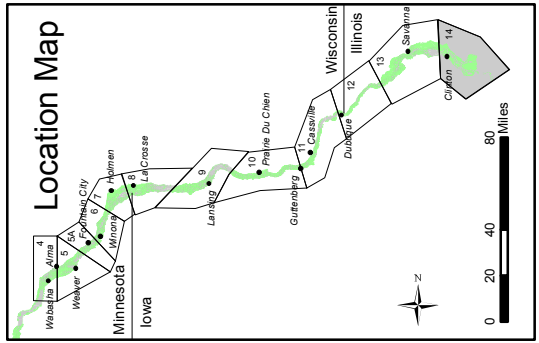 Location Map
4
Wabasha
Alma
5
5A
Weaver
Fountain City
6
Winona
7
Holmen
8
La Crosse
Minnesota
Iowa
9
Lansing
10
Prairie Du Chien
Guttenberg
11
Cassville
Wisconsin
Illinois
Dubuque
12
13
Savanna
14
Clinton
N
0 20 40 80
Miles